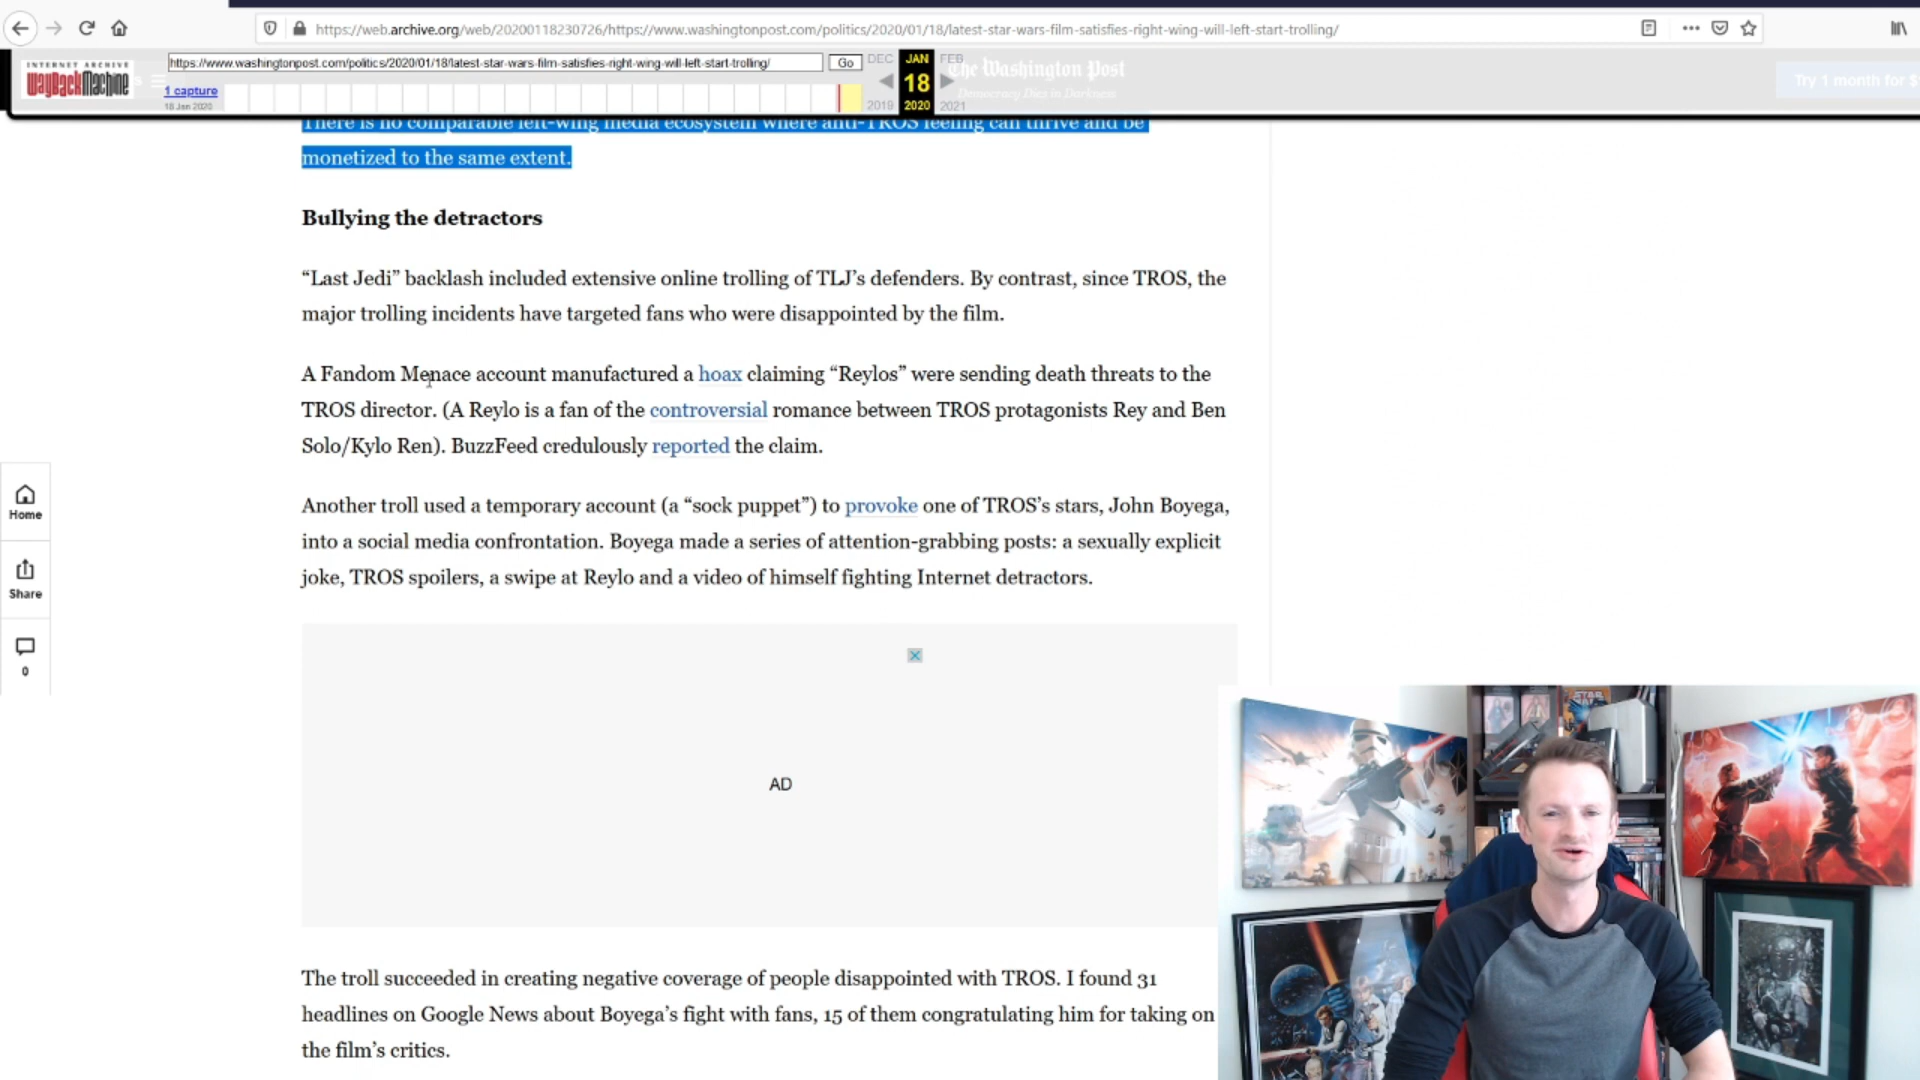 https://web.archive.org/web/20200118230726/https://www.washingtonpost.com/politics/2020/01/18/latest-star-wars-film-satisfies-right-wing-will-left-start-trolling/
INTERNET ARCHIVE
WayBackMachine
https://www.washingtonpost.com/politics/2020/01/18/latest-star-wars-film-satisfies-right-wing-will-left-start-trolling/
Go
DEC JAN FEB
18
2019 2020 2021
1 capture
18 Jan 2020
The Washington Post
Democracy Dies in Darkness
Try 1 month for $
There is no comparable left-wing media ecosystem where anti-TROS feeling can thrive and be
monetized to the same extent.
Bullying the detractors
“Last Jedi” backlash included extensive online trolling of TLJ’s defenders. By contrast, since TROS, the
major trolling incidents have targeted fans who were disappointed by the film.
A Fandom Menace account manufactured a hoax claiming “Reylos” were sending death threats to the
TROS director. (A Reylo is a fan of the controversial romance between TROS protagonists Rey and Ben
Solo/Kylo Ren). BuzzFeed credulously reported the claim.
Another troll used a temporary account (a “sock puppet”) to provoke one of TROS’s stars, John Boyega,
into a social media confrontation. Boyega made a series of attention-grabbing posts: a sexually explicit
joke, TROS spoilers, a swipe at Reylo and a video of himself fighting Internet detractors.
Home
Share
0
AD
The troll succeeded in creating negative coverage of people disappointed with TROS. I found 31
headlines on Google News about Boyega’s fight with fans, 15 of them congratulating him for taking on
the film’s critics.